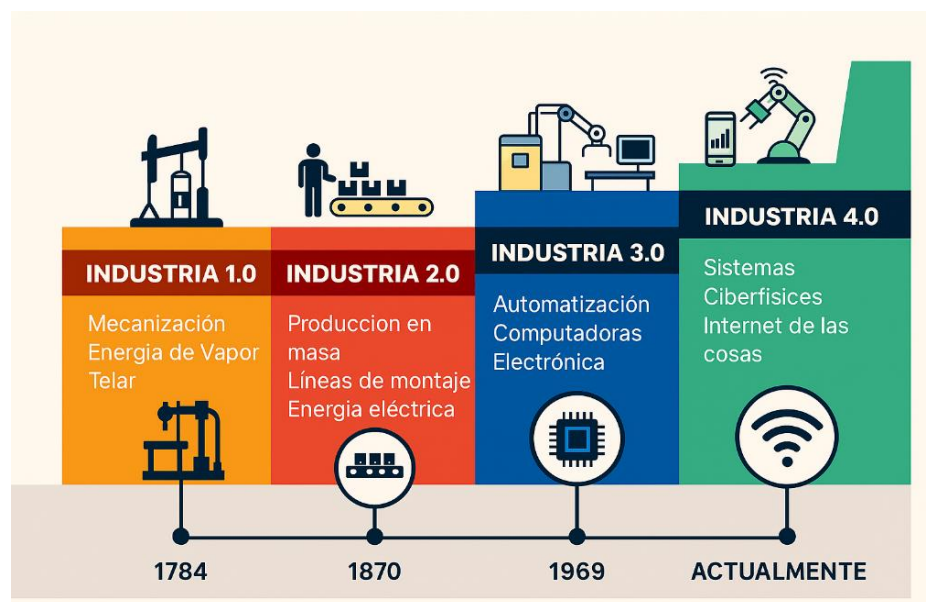 INDUSTRIA 1.0
Mecanización
Energia de Vapor
Telar
INDUSTRIA 2.0
Produccion en
masa
Líneas de montaje
Energia eléctrica
INDUSTRIA 3.0
Automatización
Computadoras
Electrónica
INDUSTRIA 4.0
Sistemas
Ciberfisices
Internet de las
cosas
1784
1870
1969
ACTUALMENTE